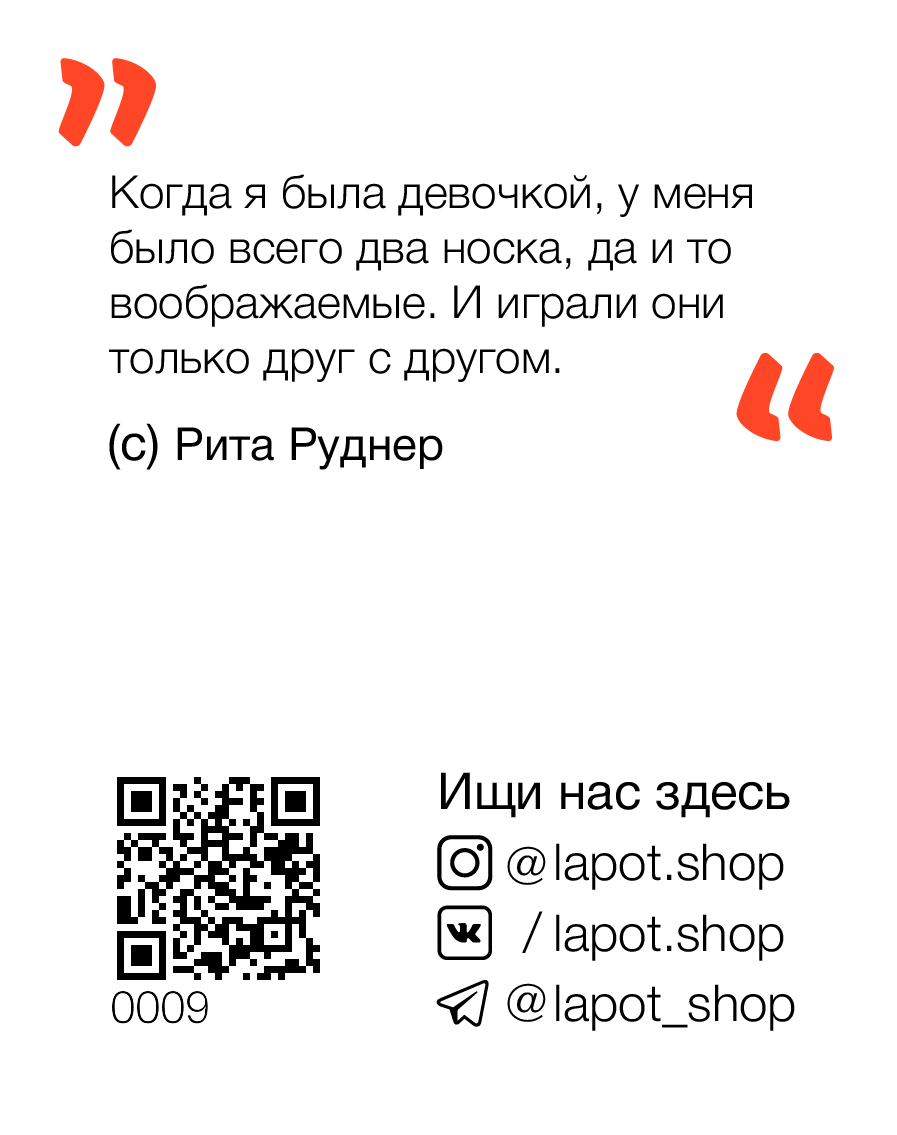 ”
Когда я была девочкой, у меня
было всего два носка, да и то
воображаемые. И играли они
только друг с другом.
“
(с) Рита Руднер
Ищи нас здесь
@lapot.shop
/ lapot.shop
@lapot_shop
0009